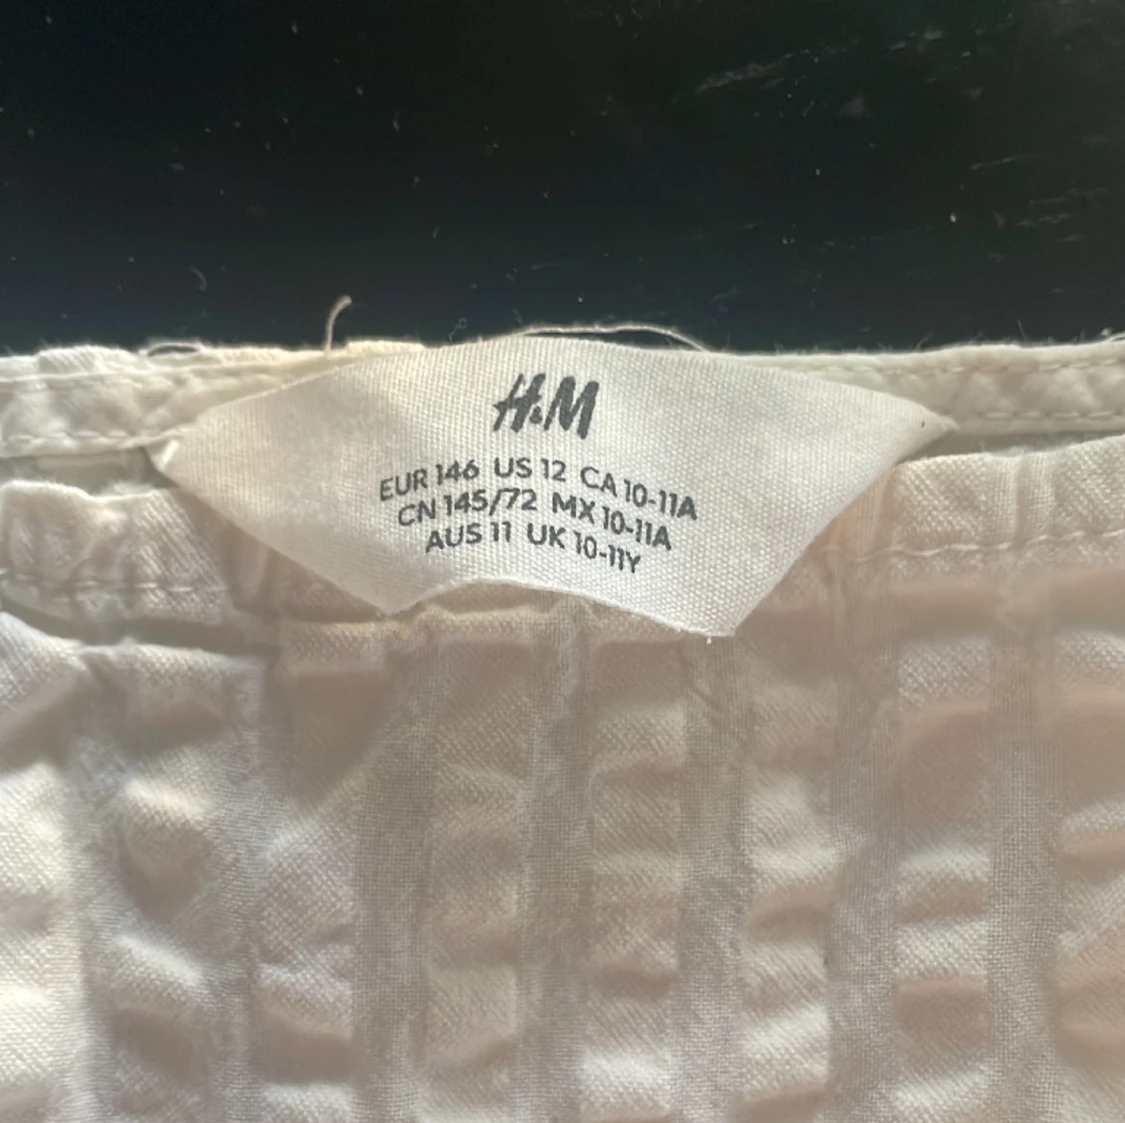 H&M
EUR 146 US 12 CA 10-11A
CN 145/72 MX 10-11A
AUS 11 UK 10-11Y